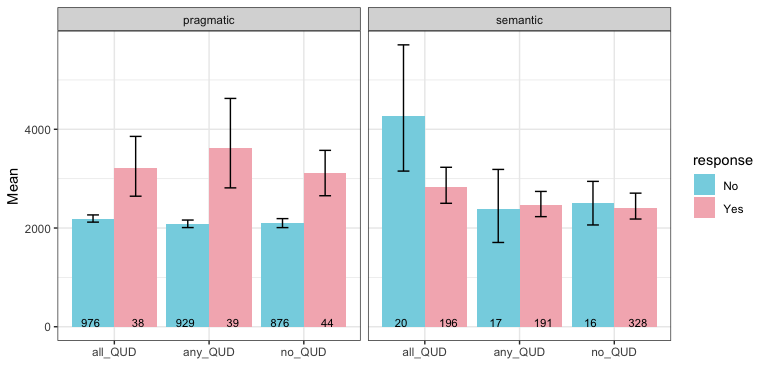 pragmatic
semantic
Mean
4000
2000
0
976 38 929 39 876 44
20 196 17 191 16 328
all_QUD any_QUD no_QUD
all_QUD any_QUD no_QUD
response
No
Yes